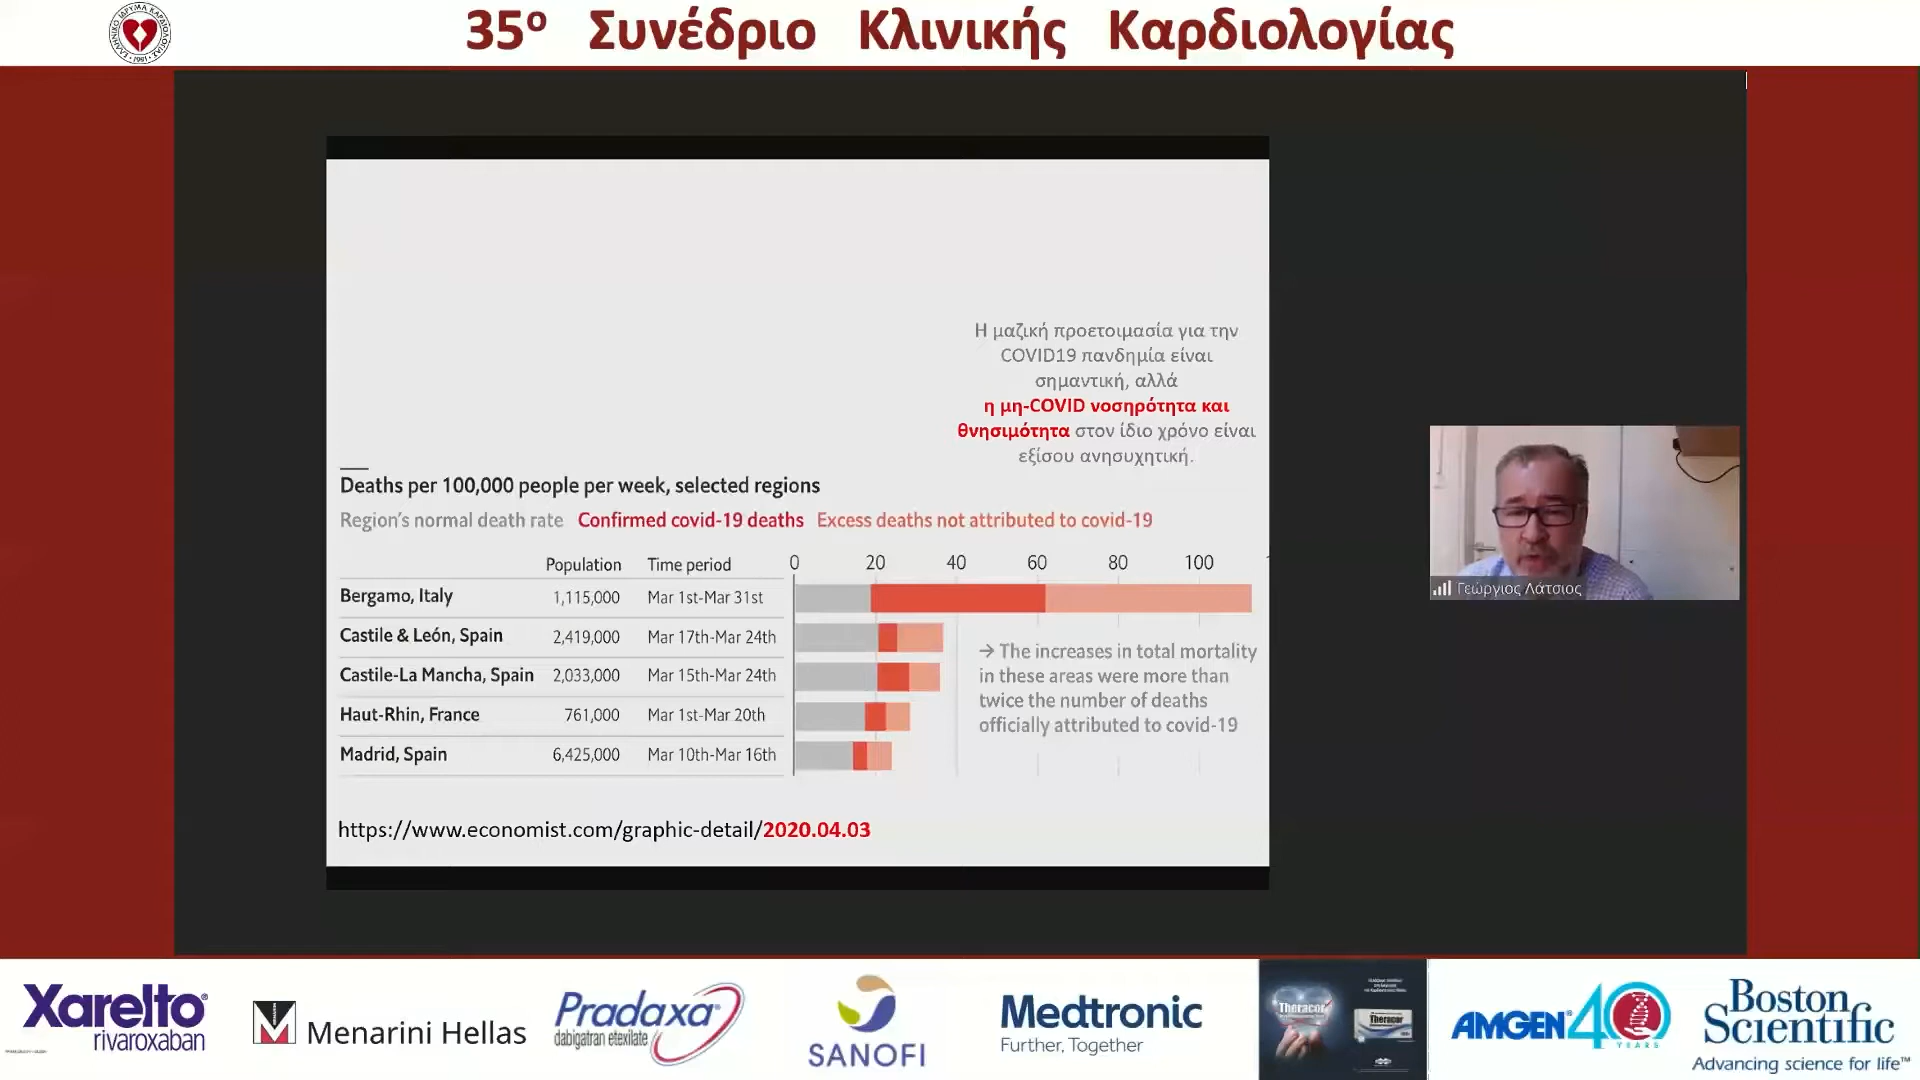 35ο Συνέδριο Κλινικής Καρδιολογίας
ΕΛΛΗΝΙΚΟ ΙΔΡΥΜΑ ΚΑΡΔΙΟΛΟΓΙΑΣ
1991
Η μαζική προετοιμασία για την
COVID19 πανδημία είναι
σημαντική, αλλά
η μη-COVID νοσηρότητα και
θνησιμότητα στον ίδιο χρόνο είναι
εξίσου ανησυχητική.
Deaths per 100,000 people per week, selected regions
Region's normal death rate Confirmed covid-19 deaths Excess deaths not attributed to covid-19
Population Time period 0 20 40 60 80 100
Bergamo, Italy 1,115,000 Mar 1st-Mar 31st
Castile & León, Spain 2,419,000 Mar 17th-Mar 24th
Castile-La Mancha, Spain 2,033,000 Mar 15th-Mar 24th
Haut-Rhin, France 761,000 Mar 1st-Mar 20th
Madrid, Spain 6,425,000 Mar 10th-Mar 16th
→ The increases in total mortality
in these areas were more than
twice the number of deaths
officially attributed to covid-19
https://www.economist.com/graphic-detail/2020.04.03
Γεώργιος Λάτσιος
Xarelto®
rivaroxaban
MENARINI
Menarini Hellas
Pradaxa®
dabigatran etexilate
SANOFI
Medtronic
Further, Together
Theracor
Theracor
AMGEN® 40
YEARS
Boston
Scientific
Advancing science for life™